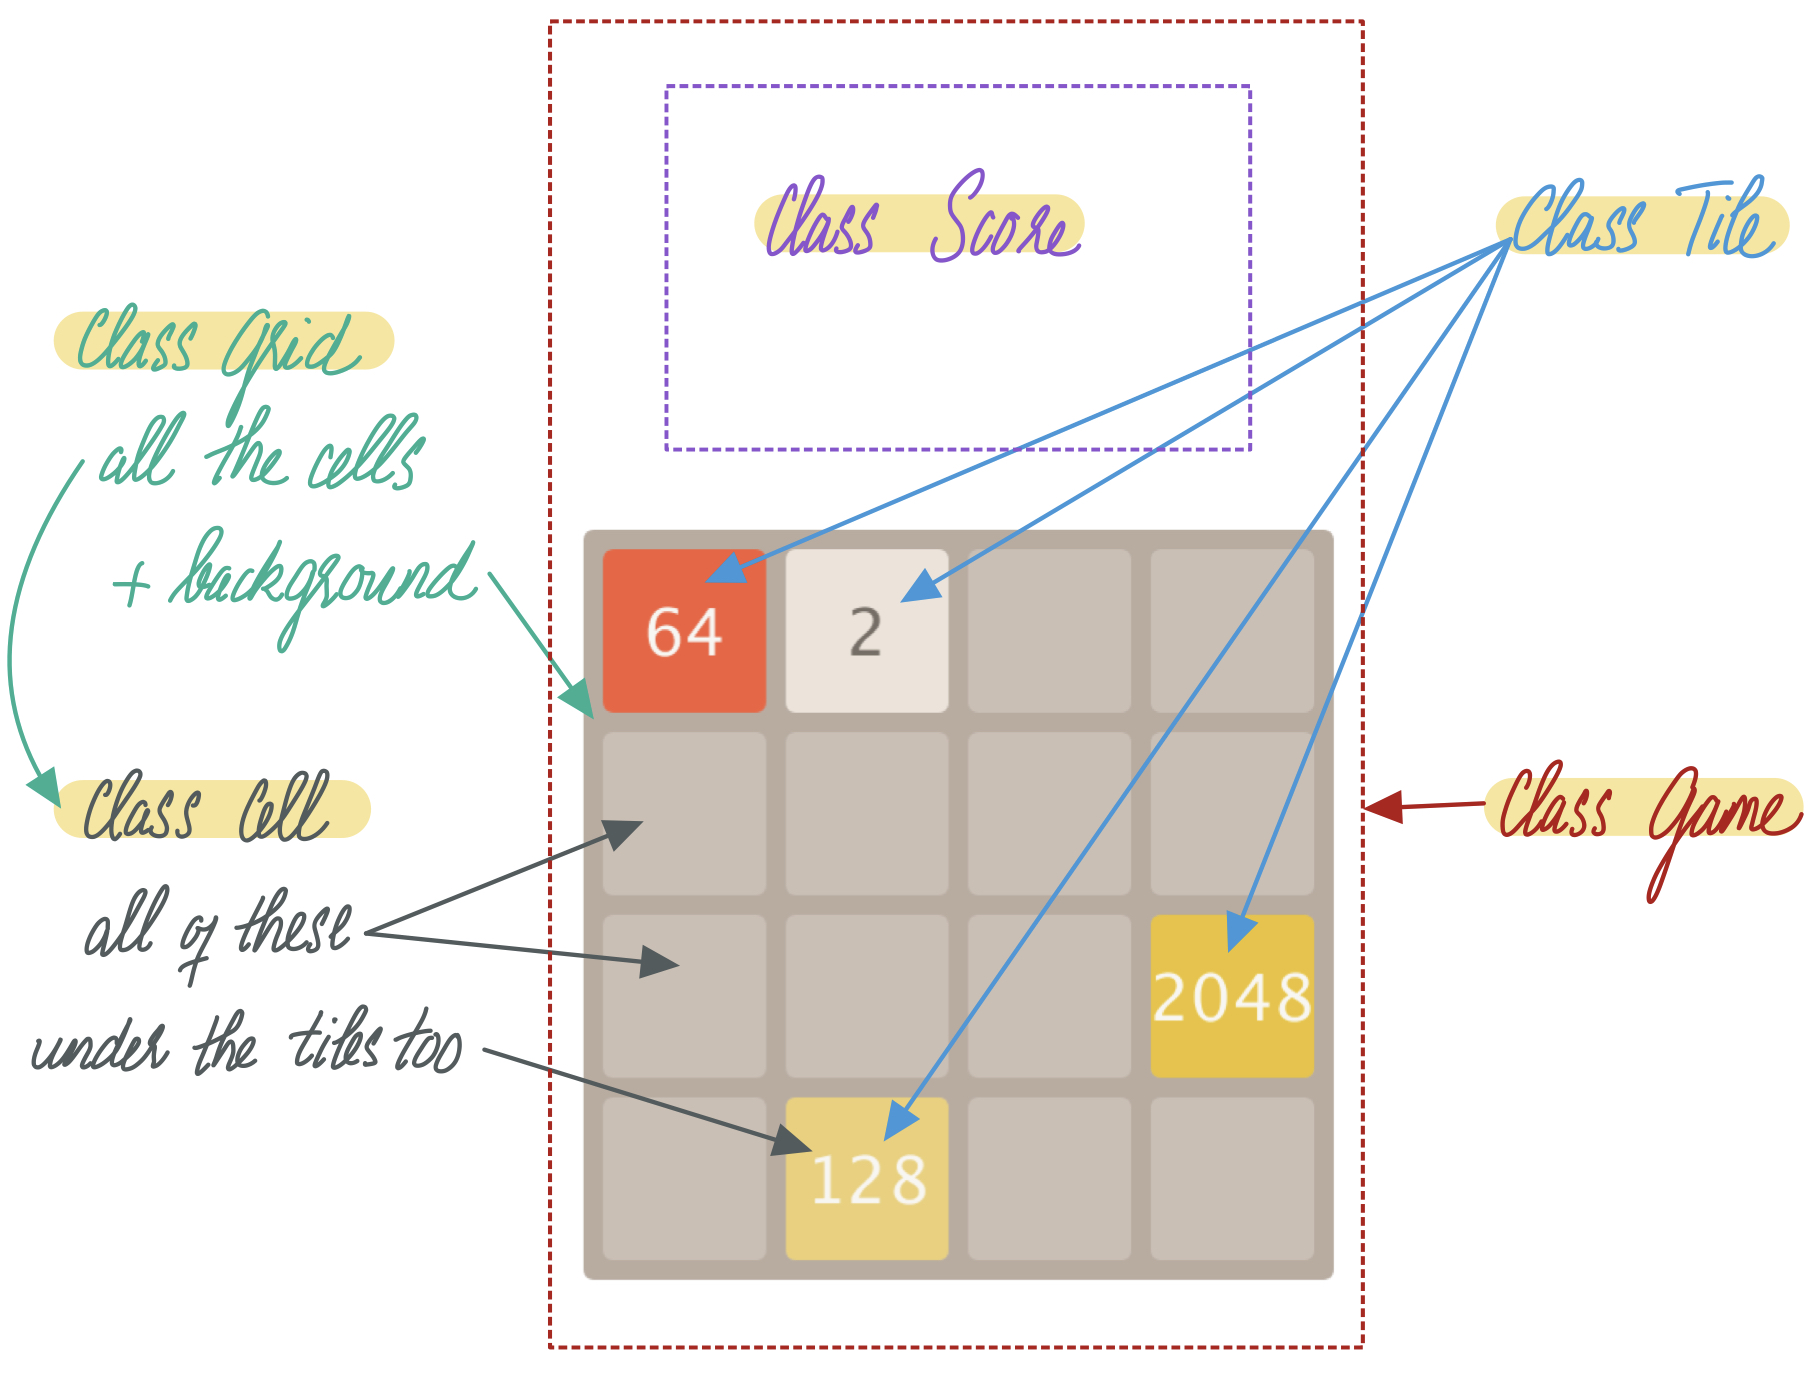 Class Score
Class Tile
Class Grid
all the cells
+ background
64
2
Class Cell
all of these
under the tiles too
Class Game
2048
128